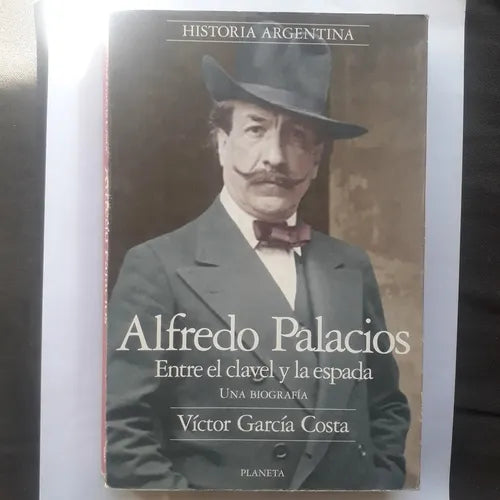 HISTORIA ARGENTINA
Alfredo Palacios
Entre el clavel y la espada
UNA BIOGRAFÍA
Víctor García Costa
PLANETA